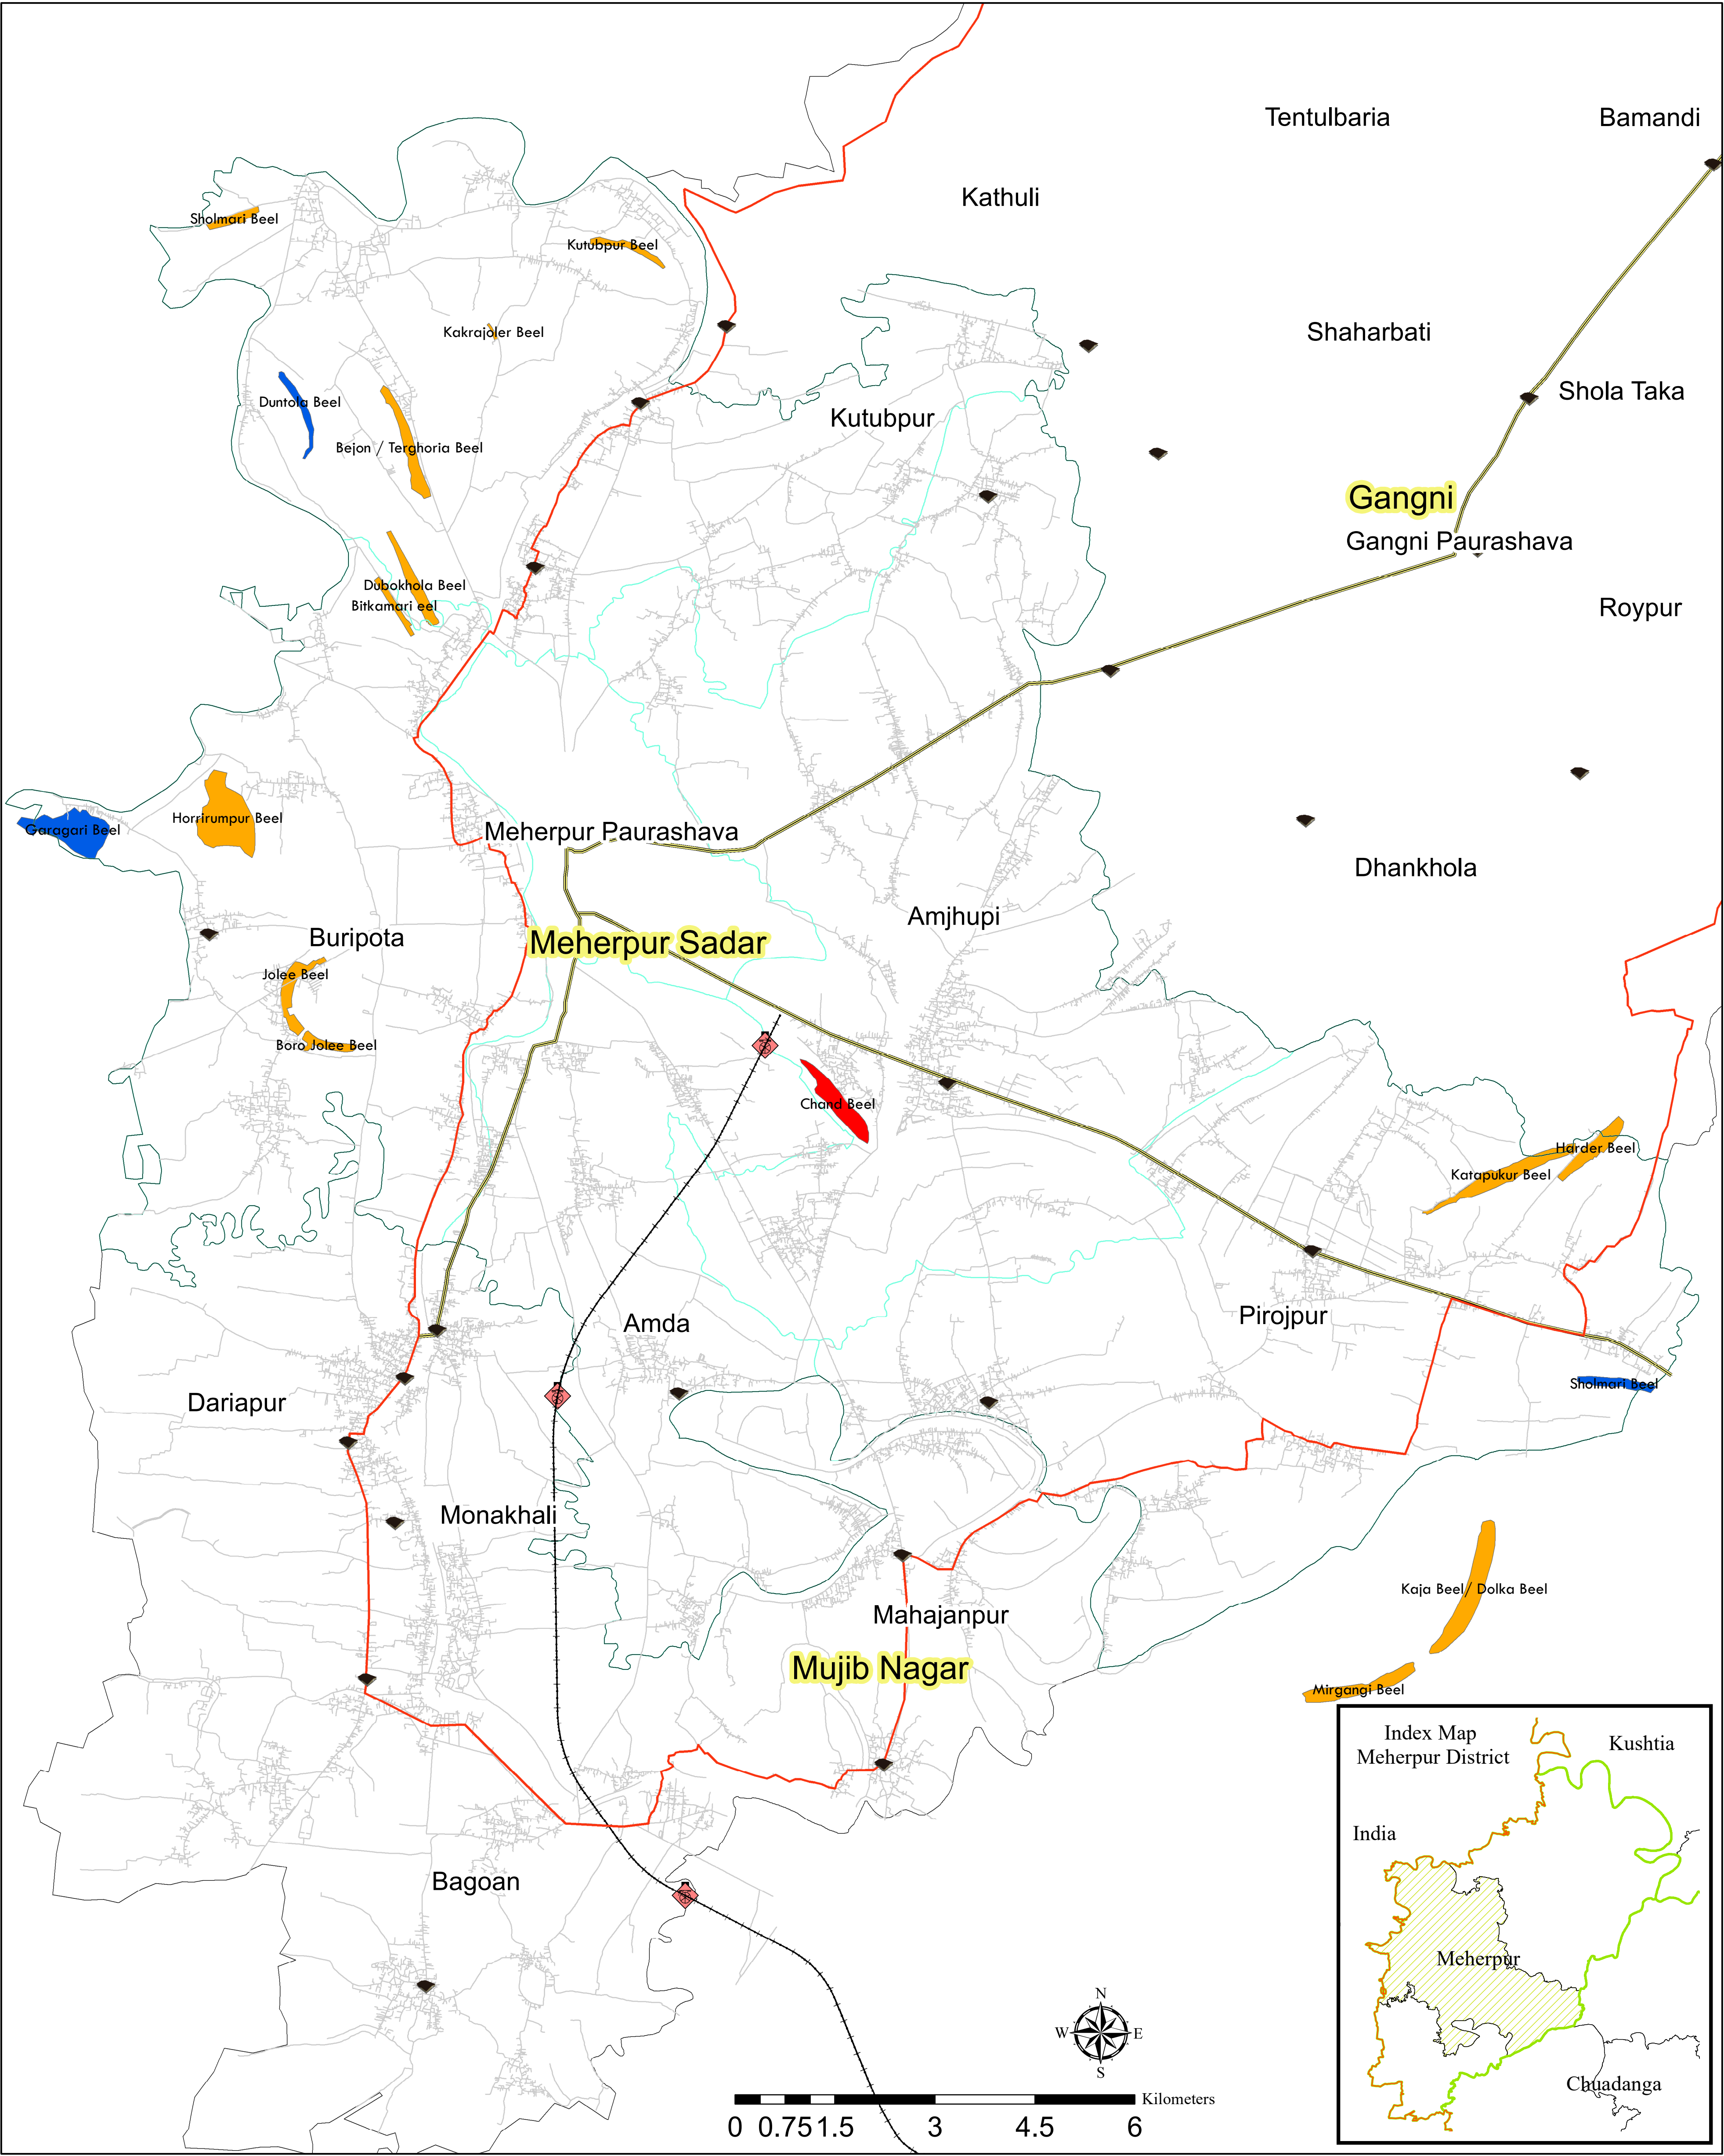 Tentulbaria
Bamandi
Kathuli
Sholmari Beel
Kutubpur Beel
Kakrajoler Beel
Shaharbati
Shola Taka
Duntola Beel
Kutubpur
Bejon / Terghoria Beel
Gangni
Gangni Paurashava
Dubokhola Beel
Bitkamari eel
Roypur
Horrirumpur Beel
Garagari Beel
Meherpur Paurashava
Dhankhola
Amjhupi
Buripota
Meherpur Sadar
Jolee Beel
Boro Jolee Beel
Chand Beel
Harder Beel
Katapukur Beel
Pirojpur
Amda
Sholmari Beel
Dariapur
Monakhali
Kaja Beel/ Dolka Beel
Mahajanpur
Mujib Nagar
Mirgangi Beel
Bagoan
Index Map
Meherpur District
Kushtia
India
Meherpur
Chuadanga
N
W
E
S
Kilometers
0 0.75 1.5 3 4.5 6